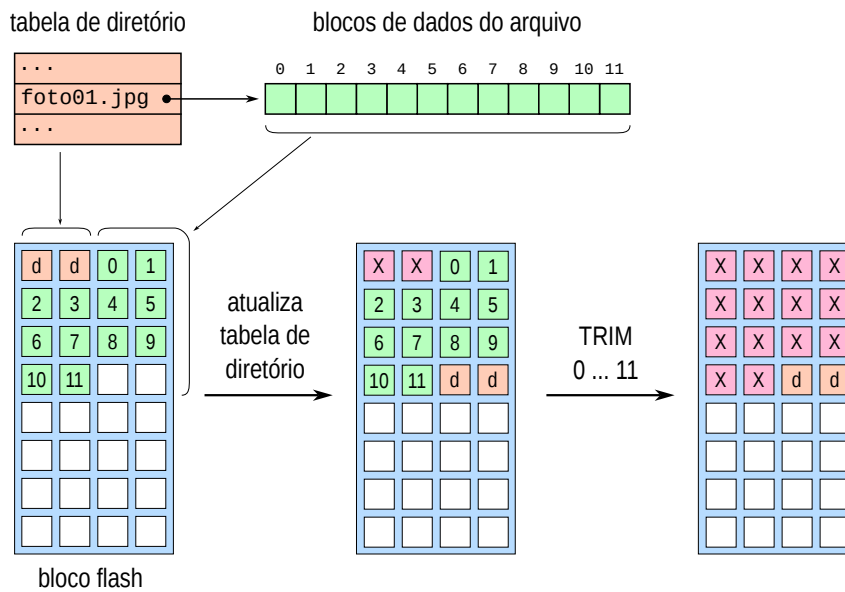 tabela de diretório
blocos de dados do arquivo
...
foto01.jpg
...
0 1 2 3 4 5 6 7 8 9 10 11
d d 0 1
2 3 4 5
6 7 8 9
10 11
bloco flash
atualiza
tabela de
diretório
X X 0 1
2 3 4 5
6 7 8 9
10 11 d d
TRIM
0 ... 11
X X X X
X X X X
X X X X
X X d d